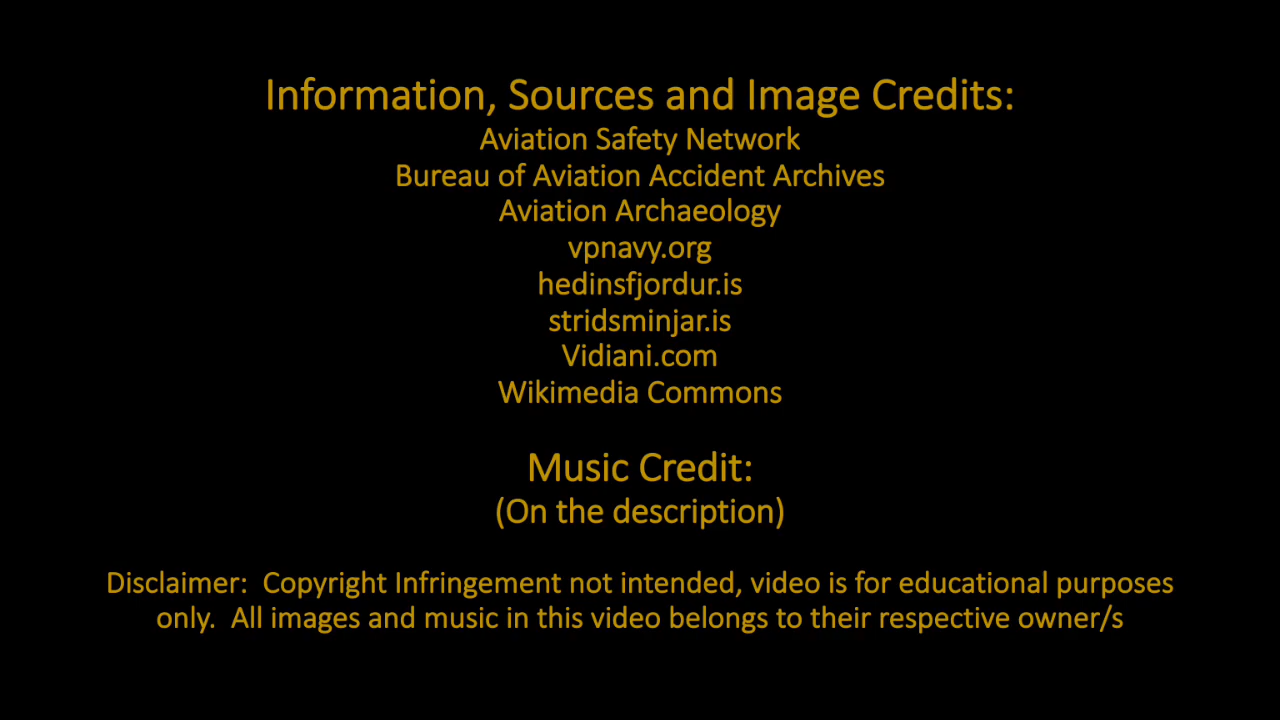 Information, Sources and Image Credits:
Aviation Safety Network
Bureau of Aviation Accident Archives
Aviation Archaeology
vpnavy.org
hedinsfjordur.is
stridsminjar.is
Vidiani.com
Wikimedia Commons
Music Credit:
(On the description)
Disclaimer:  Copyright Infringement not intended, video is for educational purposes
only.  All images and music in this video belongs to their respective owner/s